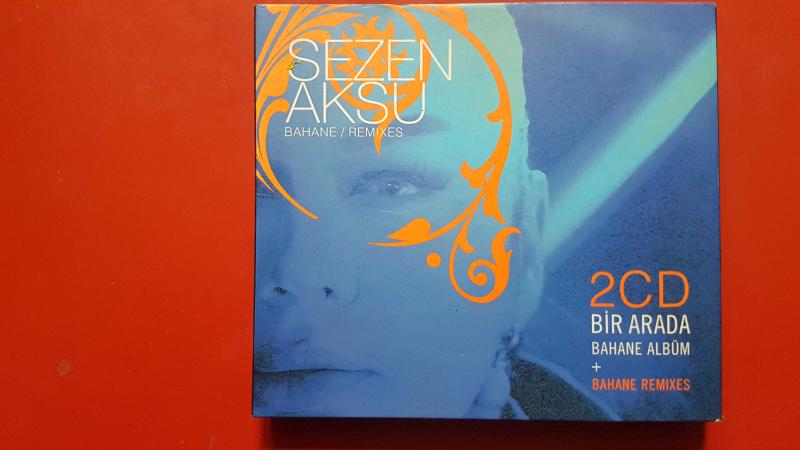 SEZEN
AKSU
BAHANE / REMIXES
2CD
BİR ARADA
BAHANE ALBÜM
+
BAHANE REMIXES